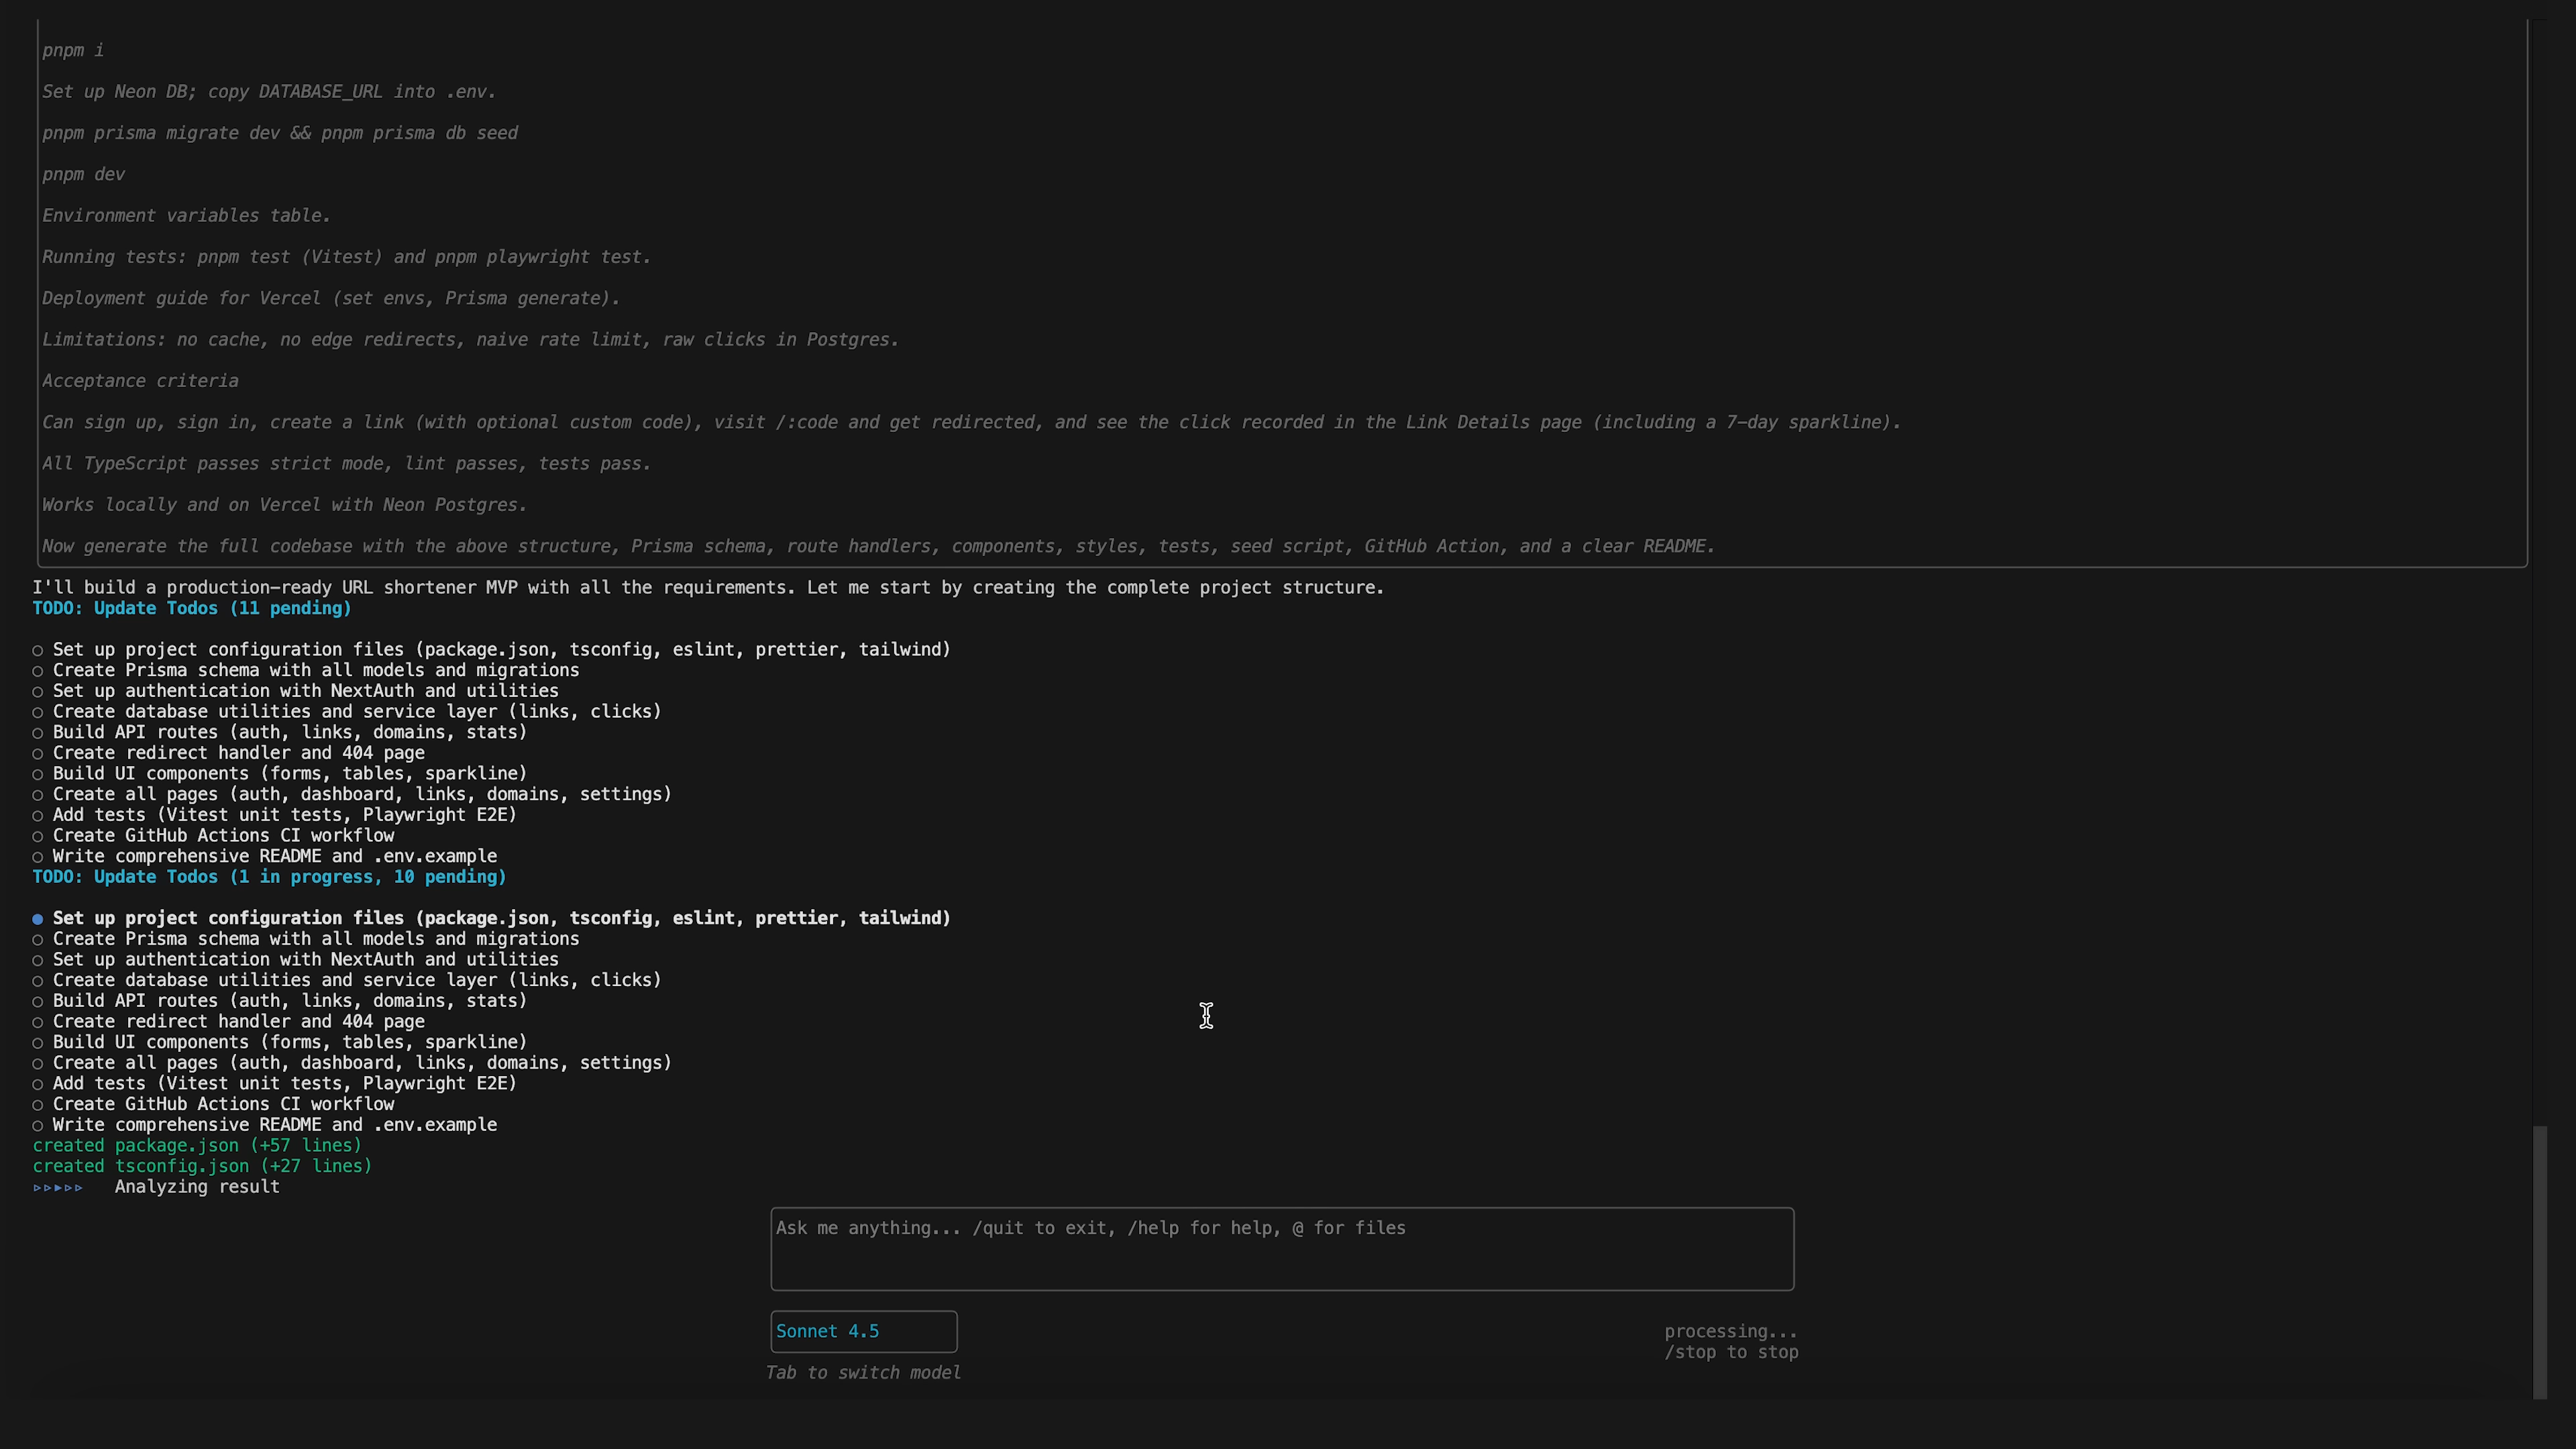 pnpm i
Set up Neon DB; copy DATABASE_URL into .env.
pnpm prisma migrate dev && pnpm prisma db seed
pnpm dev
Environment variables table.
Running tests: pnpm test (Vitest) and pnpm playwright test.
Deployment guide for Vercel (set envs, Prisma generate).
Limitations: no cache, no edge redirects, naive rate limit, raw clicks in Postgres.
Acceptance criteria
Can sign up, sign in, create a link (with optional custom code), visit /:code and get redirected, and see the click recorded in the Link Details page (including a 7-day sparkline).
All TypeScript passes strict mode, lint passes, tests pass.
Works locally and on Vercel with Neon Postgres.
Now generate the full codebase with the above structure, Prisma schema, route handlers, components, styles, tests, seed script, GitHub Action, and a clear README.
I'll build a production-ready URL shortener MVP with all the requirements. Let me start by creating the complete project structure.
TODO: Update Todos (11 pending)
○ Set up project configuration files (package.json, tsconfig, eslint, prettier, tailwind)
○ Create Prisma schema with all models and migrations
○ Set up authentication with NextAuth and utilities
○ Create database utilities and service layer (links, clicks)
○ Build API routes (auth, links, domains, stats)
○ Create redirect handler and 404 page
○ Build UI components (forms, tables, sparkline)
○ Create all pages (auth, dashboard, links, domains, settings)
○ Add tests (Vitest unit tests, Playwright E2E)
○ Create GitHub Actions CI workflow
○ Write comprehensive README and .env.example
TODO: Update Todos (1 in progress, 10 pending)
● Set up project configuration files (package.json, tsconfig, eslint, prettier, tailwind)
○ Create Prisma schema with all models and migrations
○ Set up authentication with NextAuth and utilities
○ Create database utilities and service layer (links, clicks)
○ Build API routes (auth, links, domains, stats)
○ Create redirect handler and 404 page
○ Build UI components (forms, tables, sparkline)
○ Create all pages (auth, dashboard, links, domains, settings)
○ Add tests (Vitest unit tests, Playwright E2E)
○ Create GitHub Actions CI workflow
○ Write comprehensive README and .env.example
created package.json (+57 lines)
created tsconfig.json (+27 lines)
▹▹▸▹▹ Analyzing result
Ask me anything... /quit to exit, /help for help, @ for files
Sonnet 4.5
processing...
/stop to stop
Tab to switch model